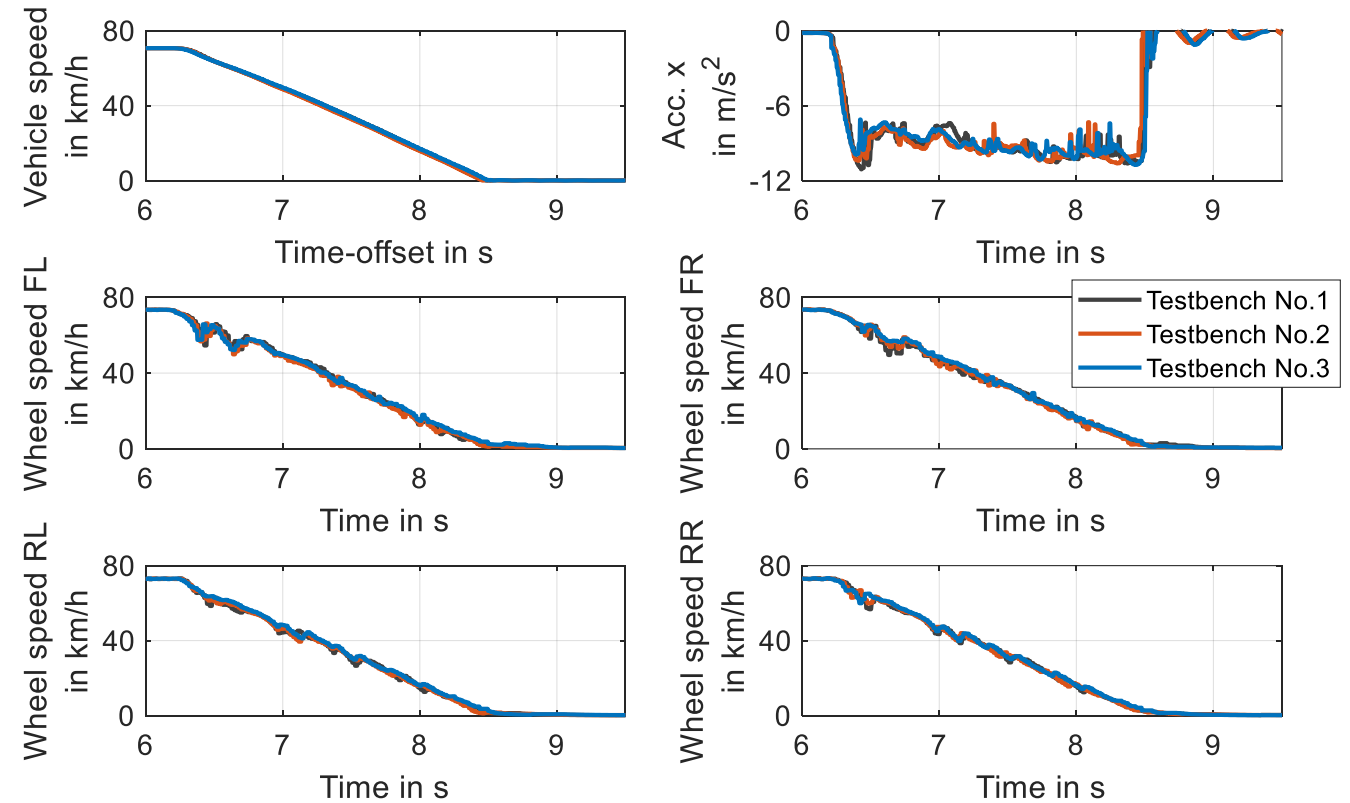 Vehicle speed
in km/h
80
40
0
6
7
8
9
Time-offset in s
Acc. x
in m/s²
0
-6
-12
6
7
8
9
Time in s
Wheel speed FL
in km/h
80
40
0
6
7
8
9
Time in s
Wheel speed FR
in km/h
80
40
0
6
7
8
9
Time in s
Testbench No.1
Testbench No.2
Testbench No.3
Wheel speed RL
in km/h
80
40
0
6
7
8
9
Time in s
Wheel speed RR
in km/h
80
40
0
6
7
8
9
Time in s